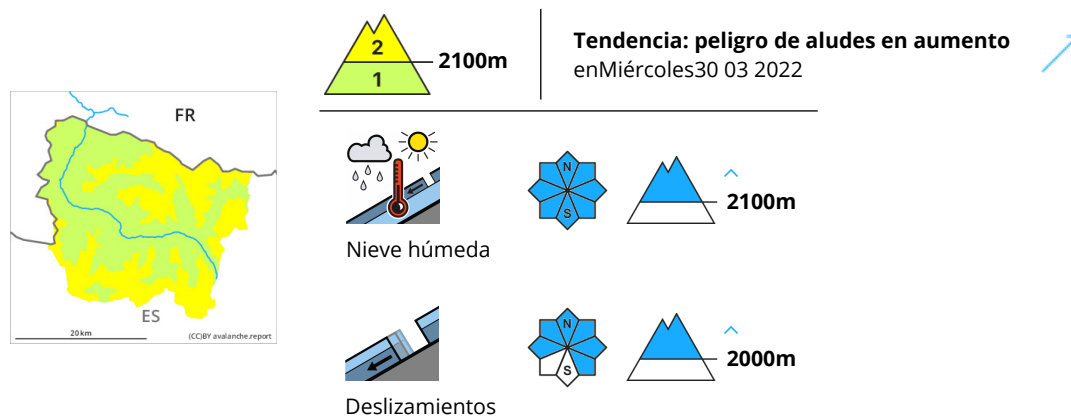 2
1
2100m
Tendencia: peligro de aludes en aumento
enMiércoles30 03 2022
FR
ES
20 km
(CC)BY avalanche.report
N
S
2100m
Nieve húmeda
N
S
2000m
Deslizamientos